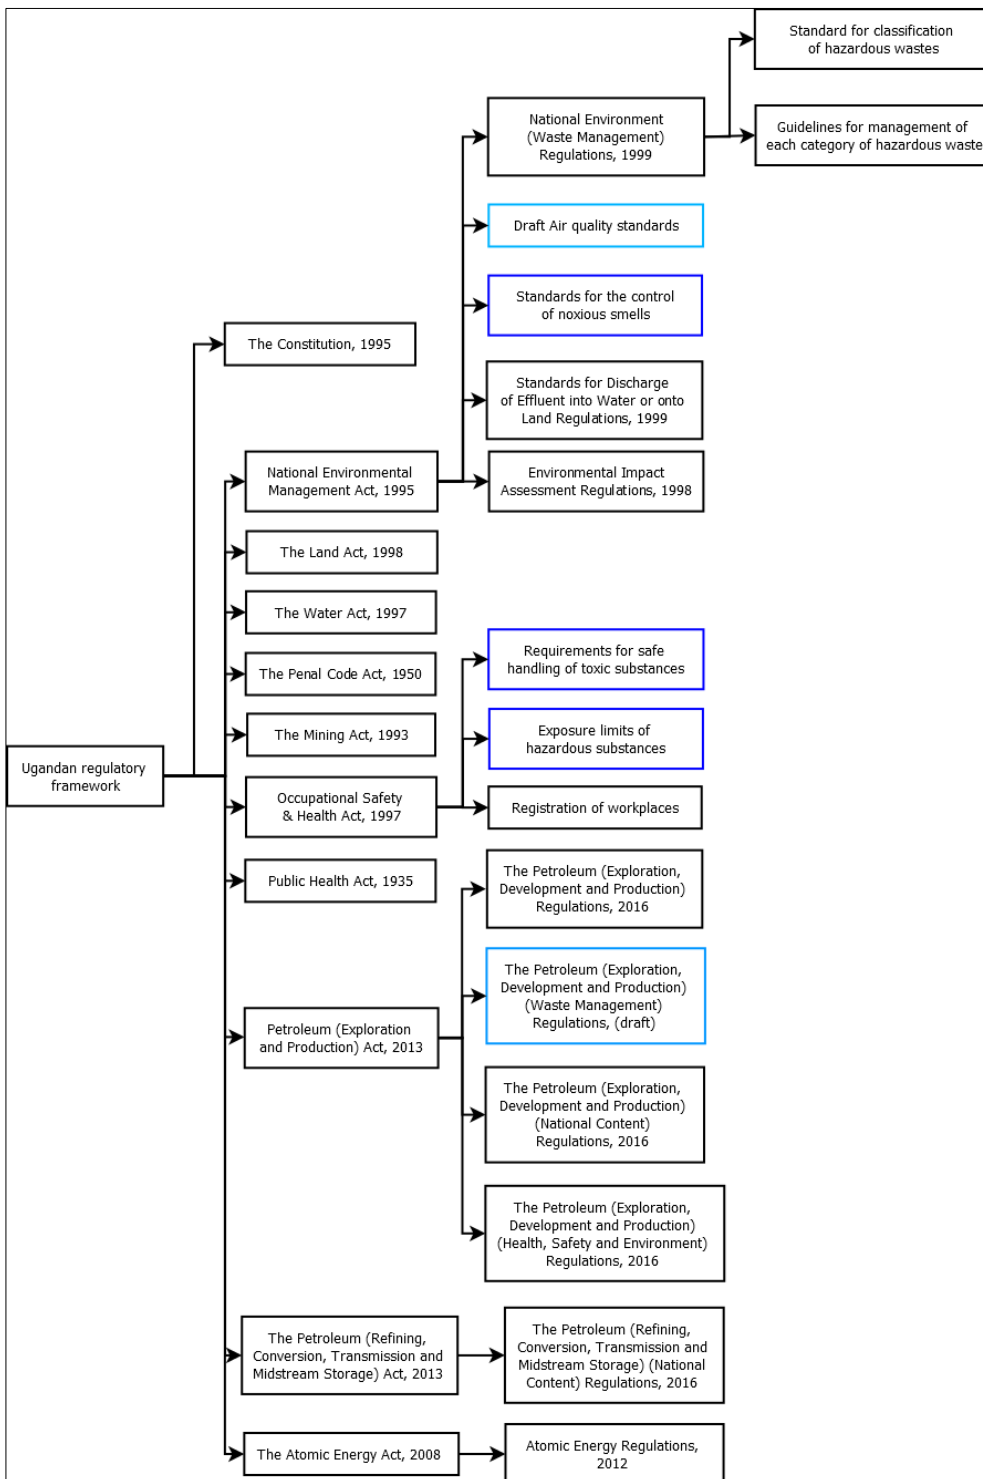 Standard for classification
of hazardous wastes
National Environment
(Waste Management)
Regulations, 1999
Guidelines for management of
each category of hazardous waste
Draft Air quality standards
Standards for the control
of noxious smells
The Constitution, 1995
Standards for Discharge
of Effluent into Water or onto
Land Regulations, 1999
National Environmental
Management Act, 1995
Environmental Impact
Assessment Regulations, 1998
The Land Act, 1998
The Water Act, 1997
Requirements for safe
handling of toxic substances
The Penal Code Act, 1950
The Mining Act, 1993
Exposure limits of
hazardous substances
Ugandan regulatory
framework
Occupational Safety
& Health Act, 1997
Registration of workplaces
Public Health Act, 1935
The Petroleum (Exploration,
Development and Production)
Regulations, 2016
The Petroleum (Exploration,
Development and Production)
(Waste Management)
Regulations, (draft)
Petroleum (Exploration
and Production) Act, 2013
The Petroleum (Exploration,
Development and Production)
(National Content)
Regulations, 2016
The Petroleum (Exploration,
Development and Production)
(Health, Safety and Environment)
Regulations, 2016
The Petroleum (Refining,
Conversion, Transmission and
Midstream Storage) Act, 2013
The Petroleum (Refining,
Conversion, Transmission and
Midstream Storage) (National
Content) Regulations, 2016
The Atomic Energy Act, 2008
Atomic Energy Regulations,
2012